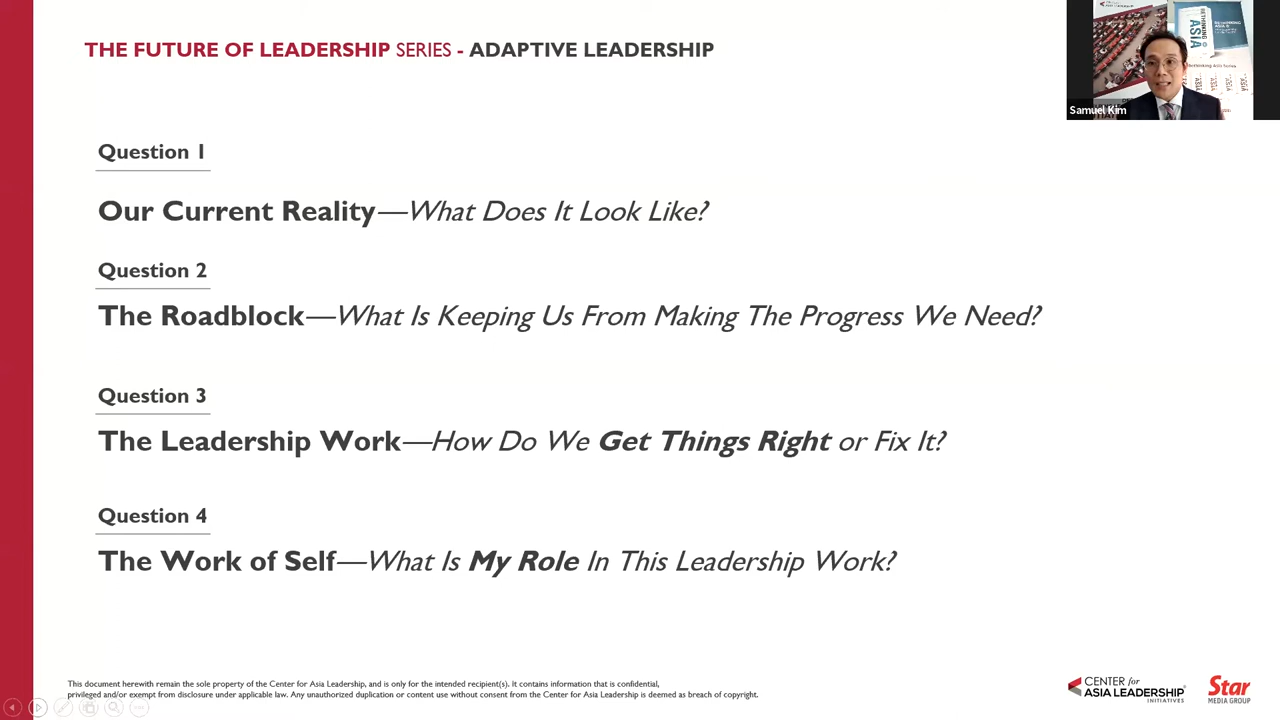 THE FUTURE OF LEADERSHIP SERIES - ADAPTIVE LEADERSHIP
RETHINKING
ASIA
Samuel Kim
Question 1
Our Current Reality—What Does It Look Like?
Question 2
The Roadblock—What Is Keeping Us From Making The Progress We Need?
Question 3
The Leadership Work—How Do We Get Things Right or Fix It?
Question 4
The Work of Self—What Is My Role In This Leadership Work?
This document herewith remain the sole property of the Center for Asia Leadership, and is only for the intended recipient(s). It contains information that is confidential,
privileged and/or exempt from disclosure under applicable law. Any unauthorized duplication or content use without consent from the Center for Asia Leadership is deemed as breach of copyright.
CENTER for
ASIA LEADERSHIP
INITIATIVES
Star
MEDIA GROUP